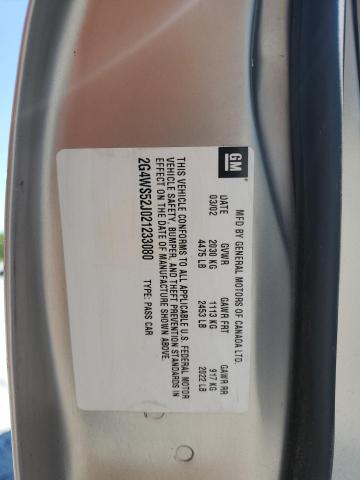 GM
MFD BY GENERAL MOTORS OF CANADA LTD.
DATE GVWR GAWR FRT GAWR RR
03/02 2030 KG 1113 KG 917 KG
4475 LB 2453 LB 2022 LB
THIS VEHICLE CONFORMS TO ALL APPLICABLE U.S. FEDERAL MOTOR
VEHICLE SAFETY, BUMPER, AND THEFT PREVENTION STANDARDS IN
EFFECT ON THE DATE OF MANUFACTURE SHOWN ABOVE.
2G4WS52J021233080 TYPE: PASS CAR